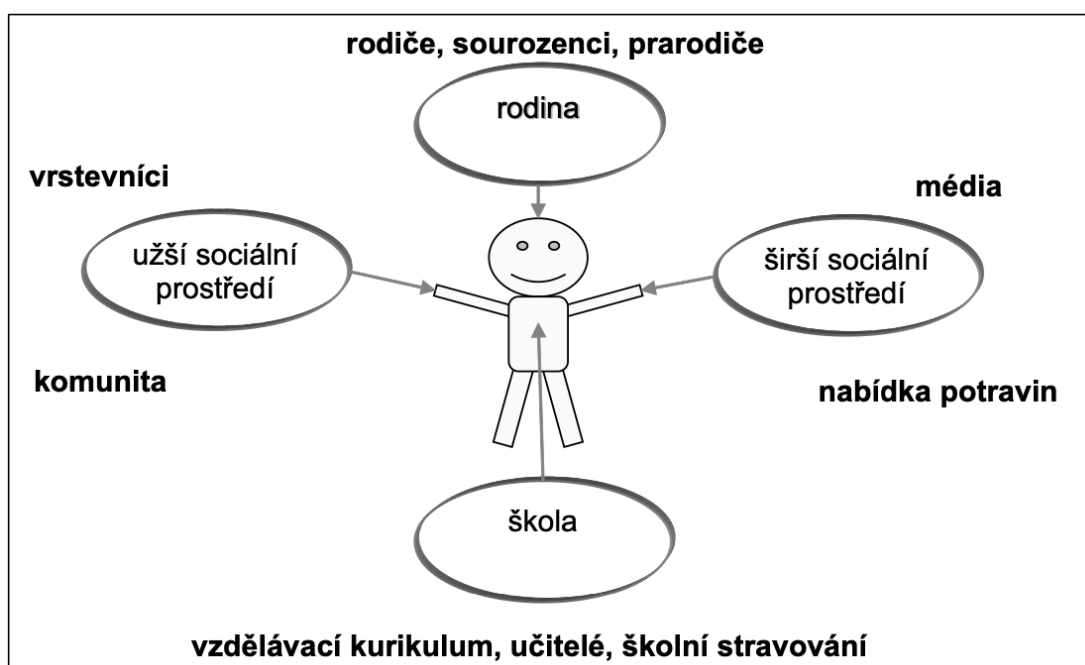 rodiče, sourozenci, prarodiče
rodina
vrstevníci
média
užší sociální
prostředí
širší sociální
prostředí
komunita
nabídka potravin
škola
vzdělávací kurikulum, učitelé, školní stravování